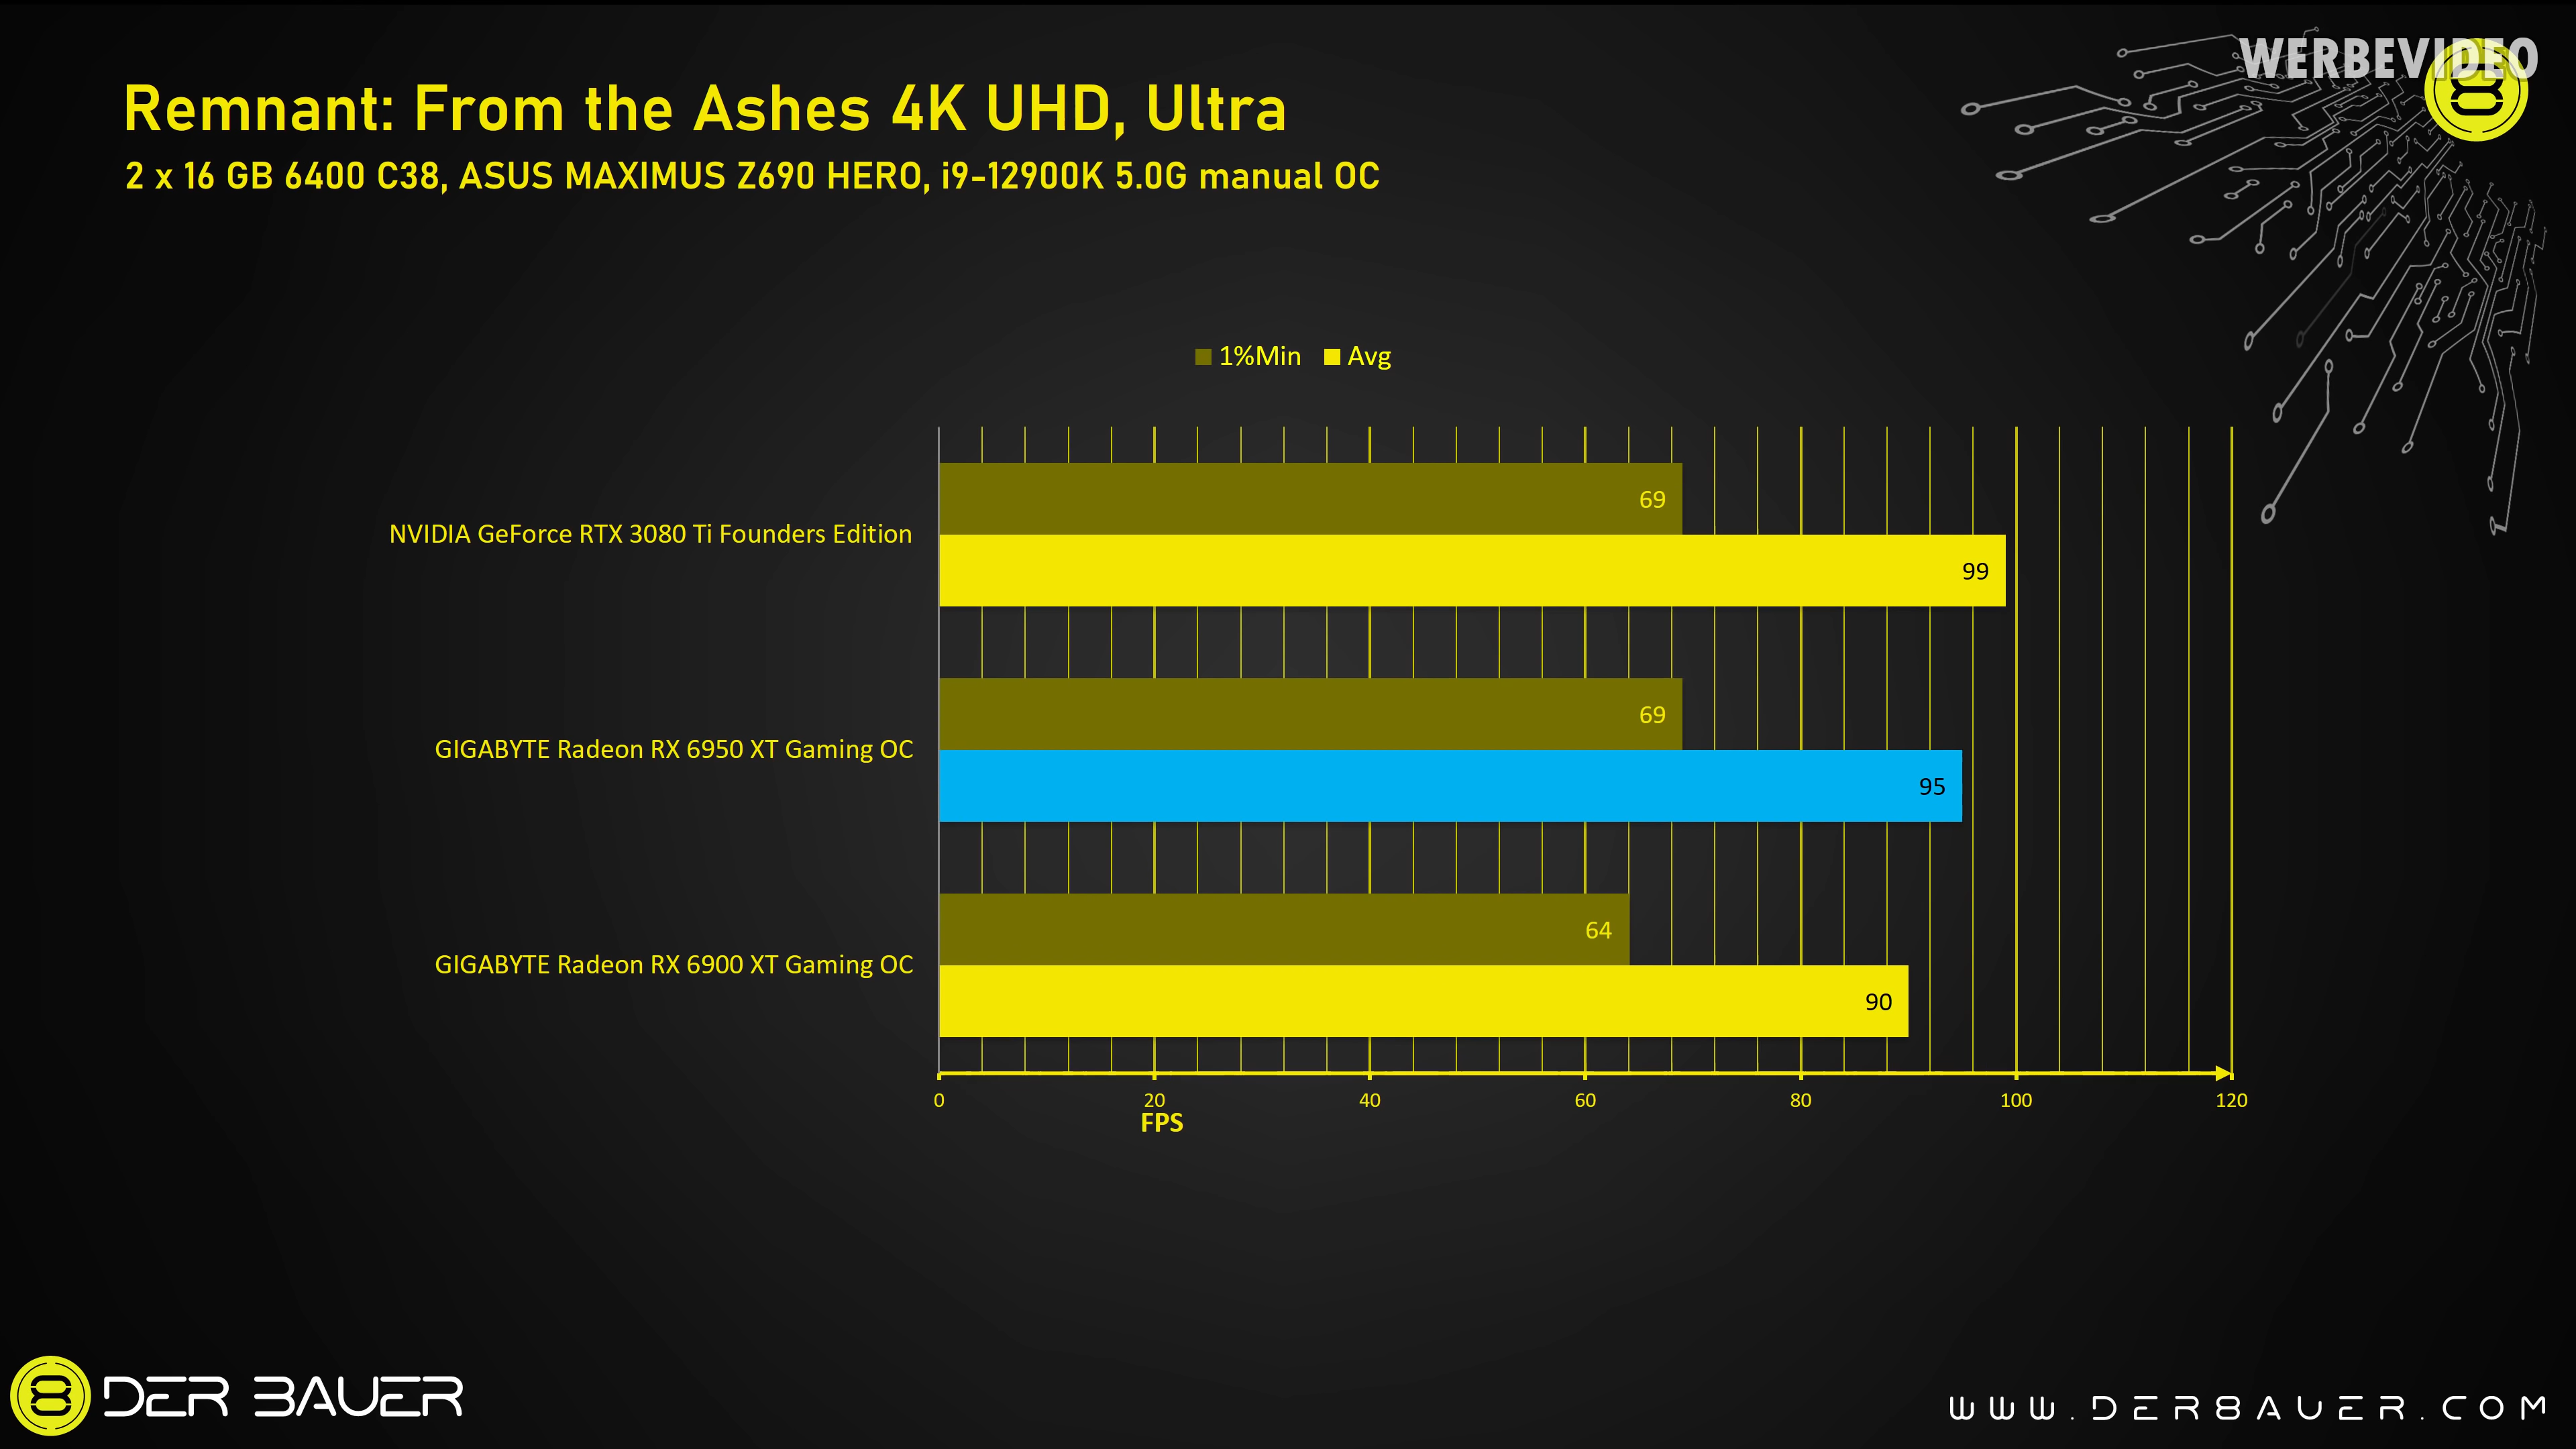 WERBEVIDEO
Remnant: From the Ashes 4K UHD, Ultra
2 x 16 GB 6400 C38, ASUS MAXIMUS Z690 HERO, i9-12900K 5.0G manual OC
1%Min Avg
69
NVIDIA GeForce RTX 3080 Ti Founders Edition
99
69
GIGABYTE Radeon RX 6950 XT Gaming OC
95
64
GIGABYTE Radeon RX 6900 XT Gaming OC
90
0 20 40 60 80 100 120
FPS
8 DER BAUER
WWW.DER8AUER.COM